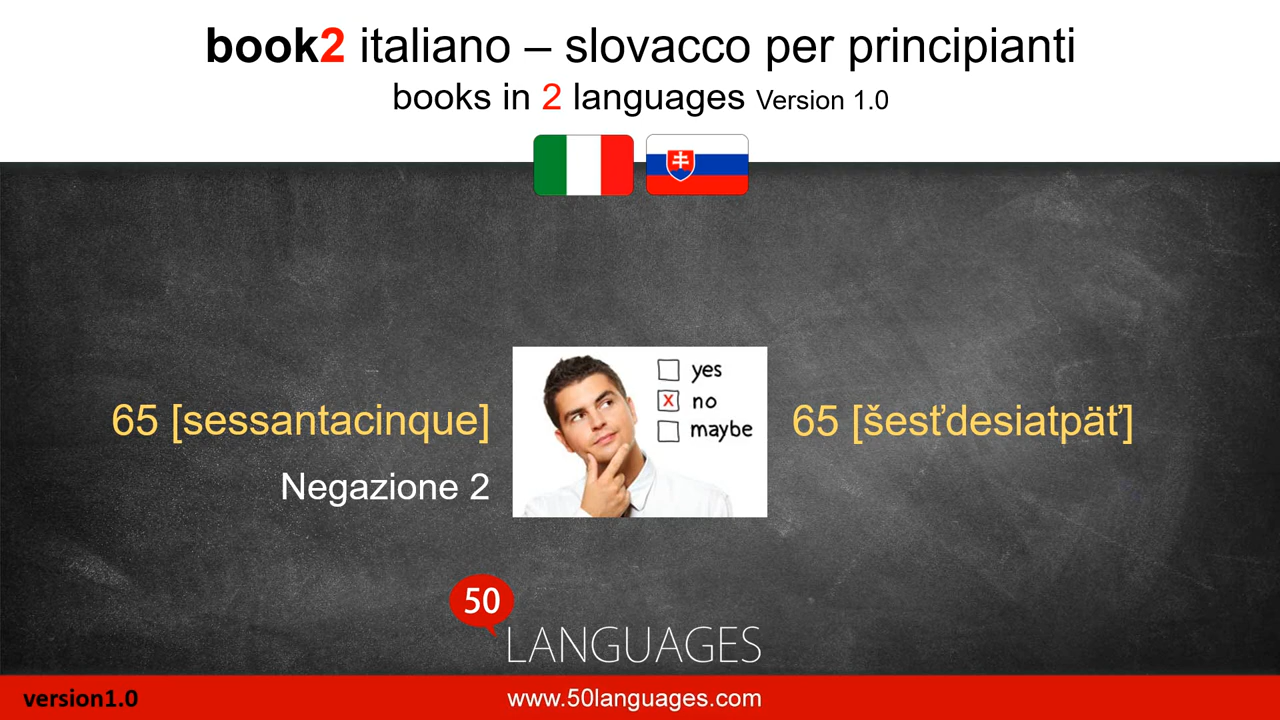 book2 italiano – slovacco per principianti
books in 2 languages Version 1.0
65 [sessantacinque]
Negazione 2
yes
x no
maybe
65 [šesťdesiatpäť]
50
LANGUAGES
version1.0
www.50languages.com